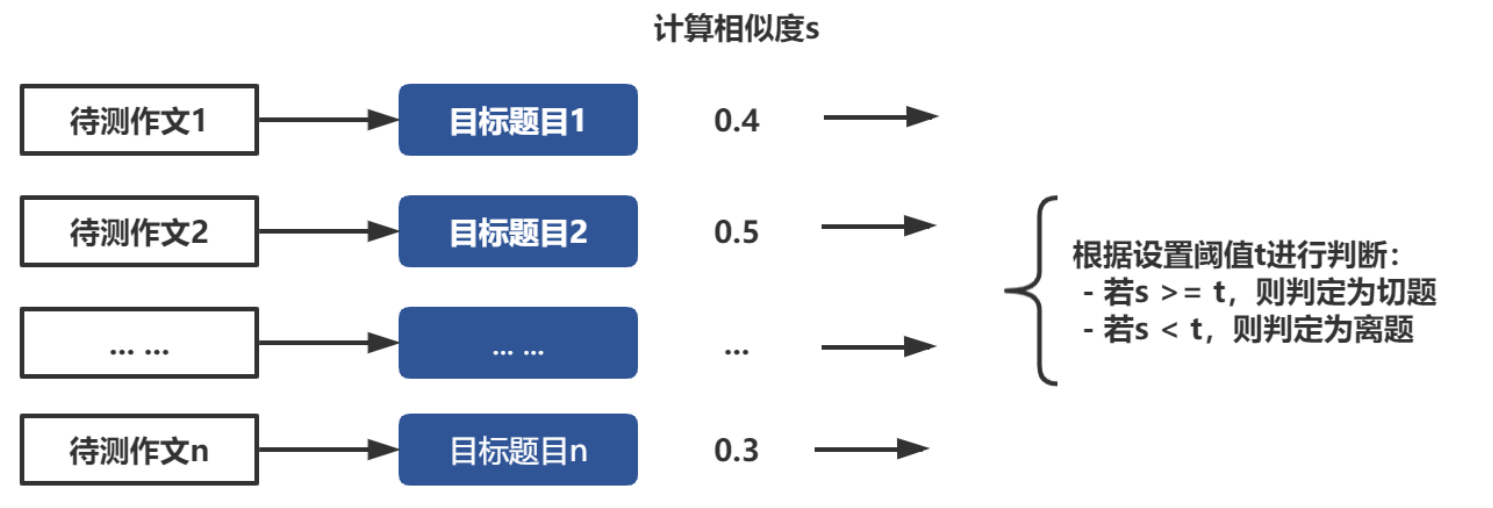 计算相似度s
待测作文1
目标题目1
0.4
待测作文2
目标题目2
0.5
... ...
... ...
...
待测作文n
目标题目n
0.3
根据设置阈值t进行判断：
- 若s >= t，则判定为切题
- 若s < t，则判定为离题